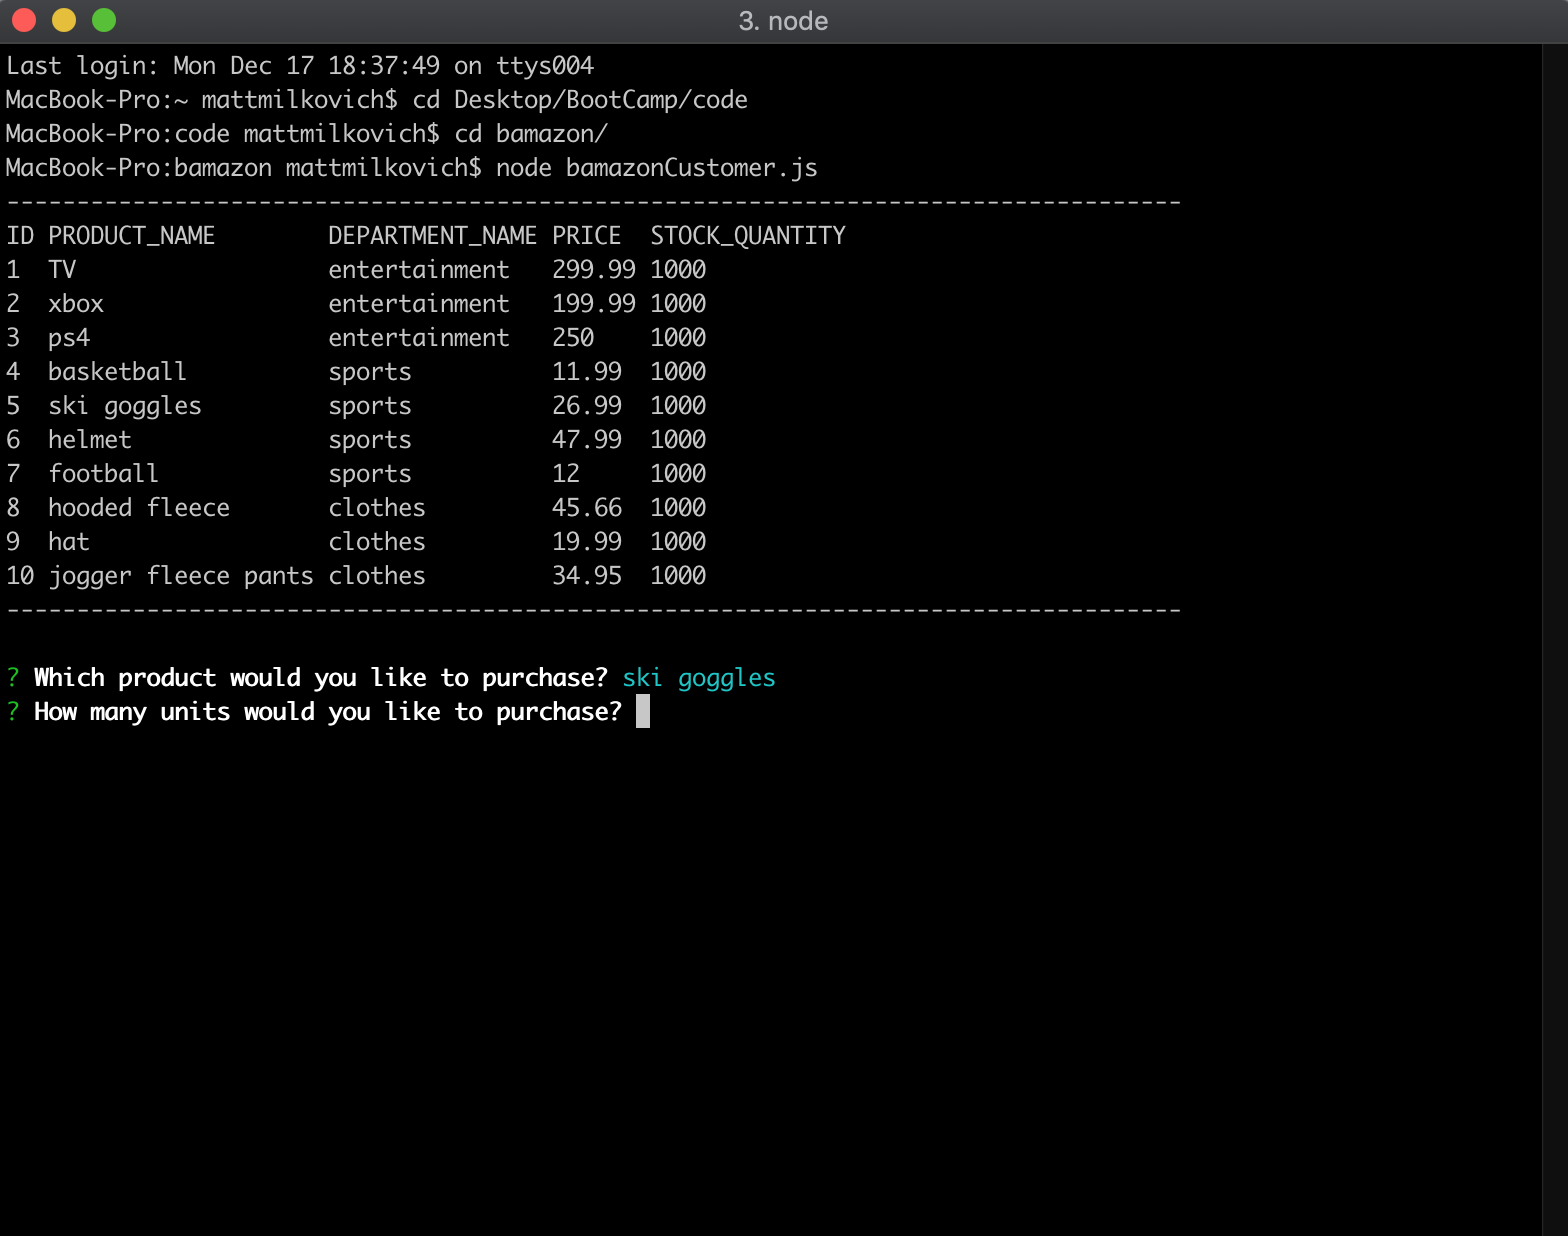 3. node
Last login: Mon Dec 17 18:37:49 on ttys004
MacBook-Pro:~ mattmilkovich$ cd Desktop/BootCamp/code
MacBook-Pro:code mattmilkovich$ cd bamazon/
MacBook-Pro:bamazon mattmilkovich$ node bamazonCustomer.js
------------------------------------------------------------------------------------
ID PRODUCT_NAME        DEPARTMENT_NAME PRICE  STOCK_QUANTITY
1  TV                  entertainment   299.99 1000
2  xbox                entertainment   199.99 1000
3  ps4                 entertainment   250    1000
4  basketball          sports          11.99  1000
5  ski goggles         sports          26.99  1000
6  helmet              sports          47.99  1000
7  football            sports          12     1000
8  hooded fleece       clothes         45.66  1000
9  hat                 clothes         19.99  1000
10 jogger fleece pants clothes         34.95  1000
------------------------------------------------------------------------------------
? Which product would you like to purchase? ski goggles
? How many units would you like to purchase?